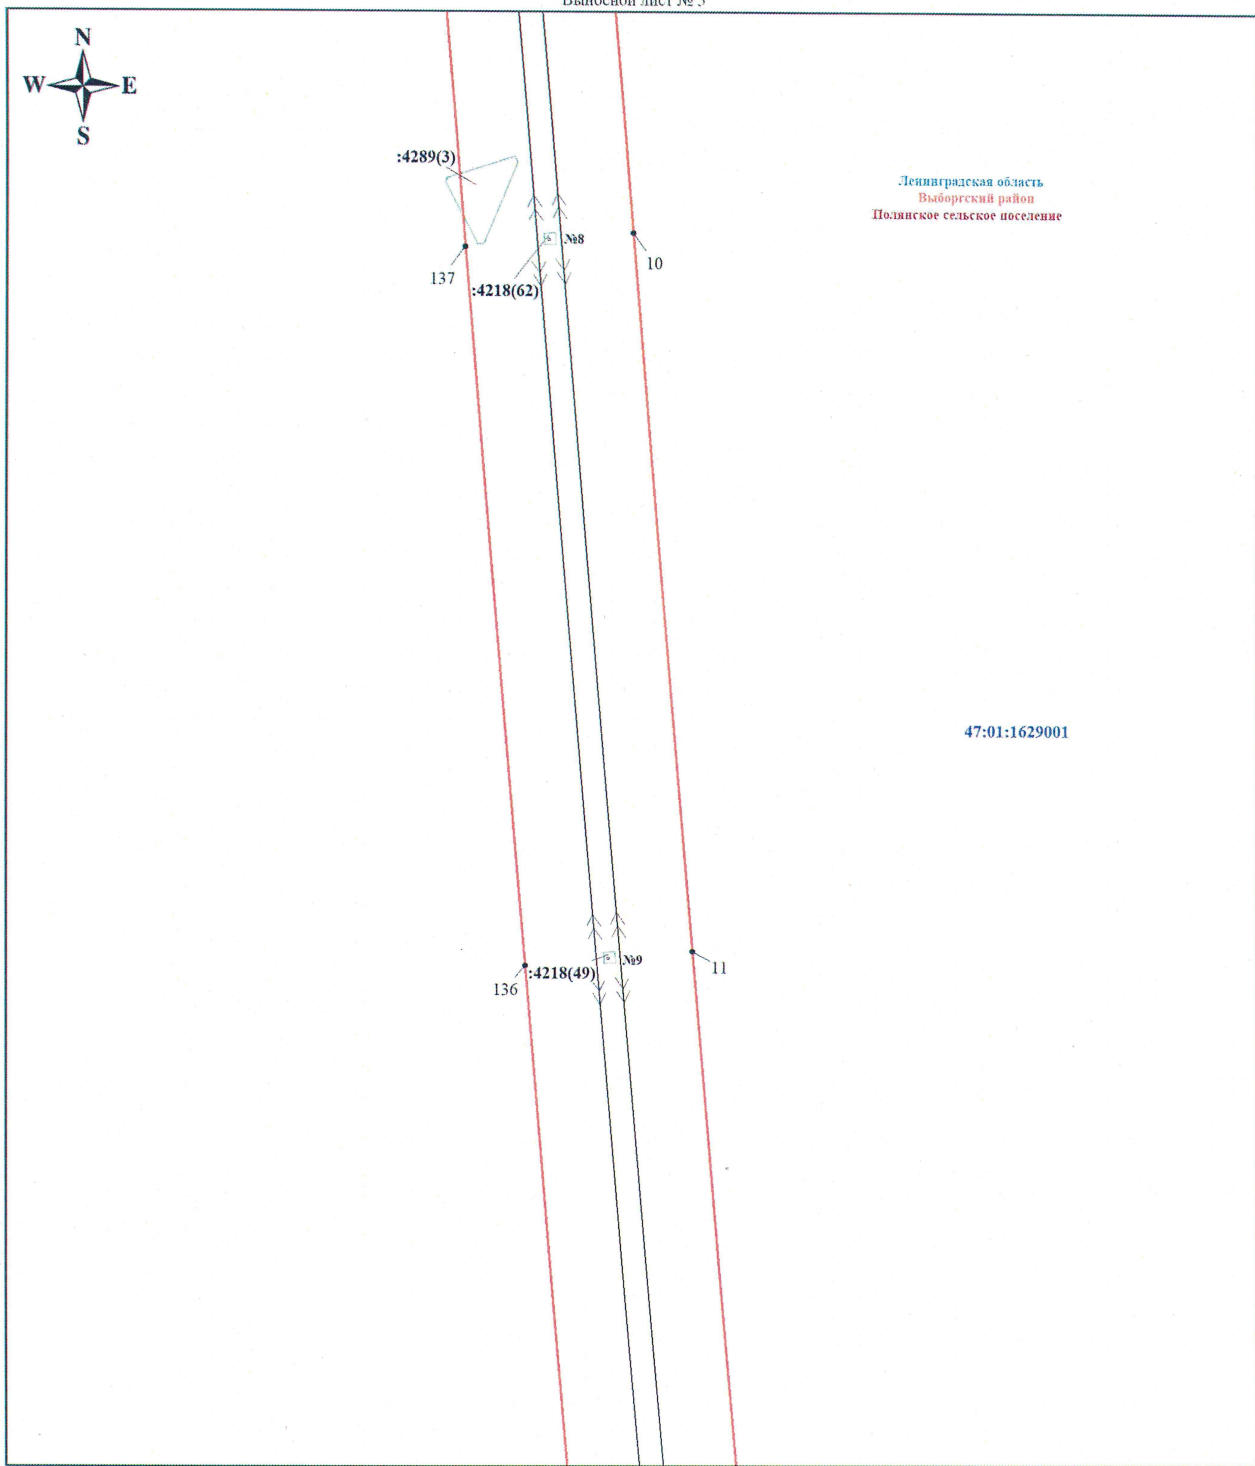 Выносной лист № 5
N
W E
S
:4289(3)
Ленинградская область
Выборгский район
Полянское сельское поселение
№8
10
137
:4218(62)
47:01:1629001
№9
:4218(49)
11
136